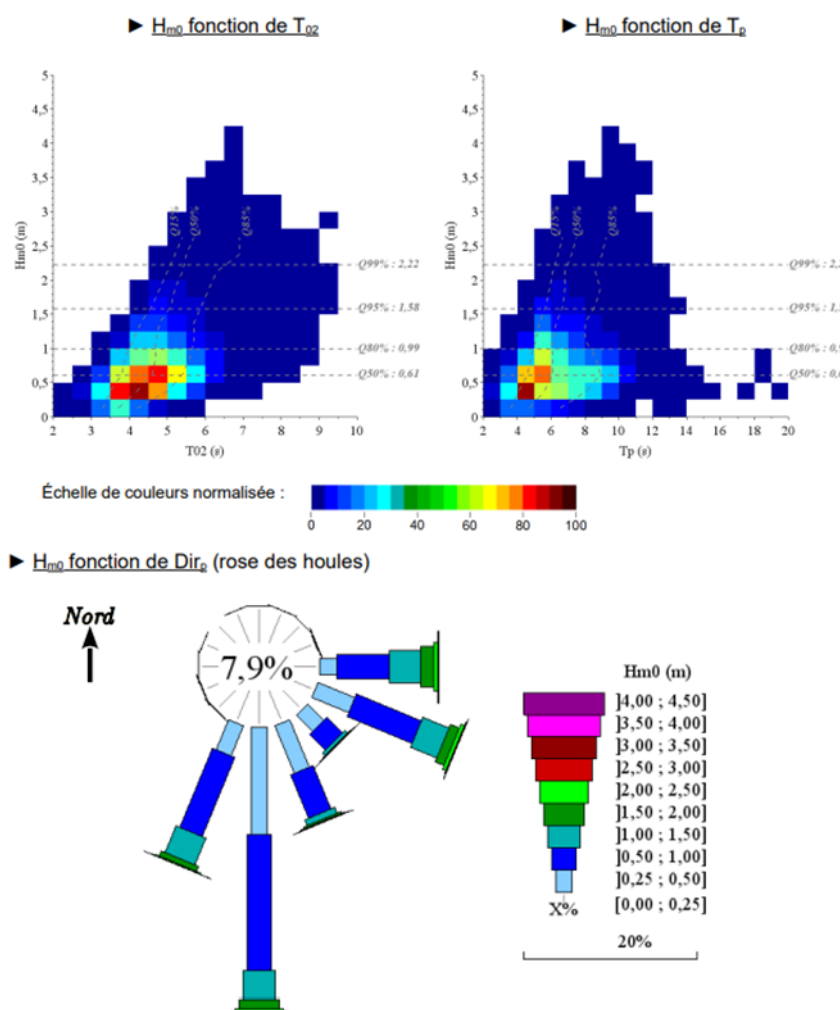 ► Hm0 fonction de T02
► Hm0 fonction de Tp
5
4,5
4
3,5
3
2,5
2
1,5
1
0,5
0
Hm0 (m)
Q15%
Q50%
Q85%
Q99% : 2,22
Q95% : 1,58
Q80% : 0,99
Q50% : 0,61
2 3 4 5 6 7 8 9 10
T02 (s)
5
4,5
4
3,5
3
2,5
2
1,5
1
0,5
0
Hm0 (m)
Q15%
Q50%
Q85%
Q99% : 2,2
Q95% : 1,
Q80% : 0,9
Q50% : 0,6
2 4 6 8 10 12 14 16 18 20
Tp (s)
Échelle de couleurs normalisée :
0 20 40 60 80 100
► Hm0 fonction de Dirp (rose des houles)
Nord
7,9%
Hm0 (m)
]4,00 ; 4,50]
]3,50 ; 4,00]
]3,00 ; 3,50]
]2,50 ; 3,00]
]2,00 ; 2,50]
]1,50 ; 2,00]
]1,00 ; 1,50]
]0,50 ; 1,00]
]0,25 ; 0,50]
X% [0,00 ; 0,25]
20%